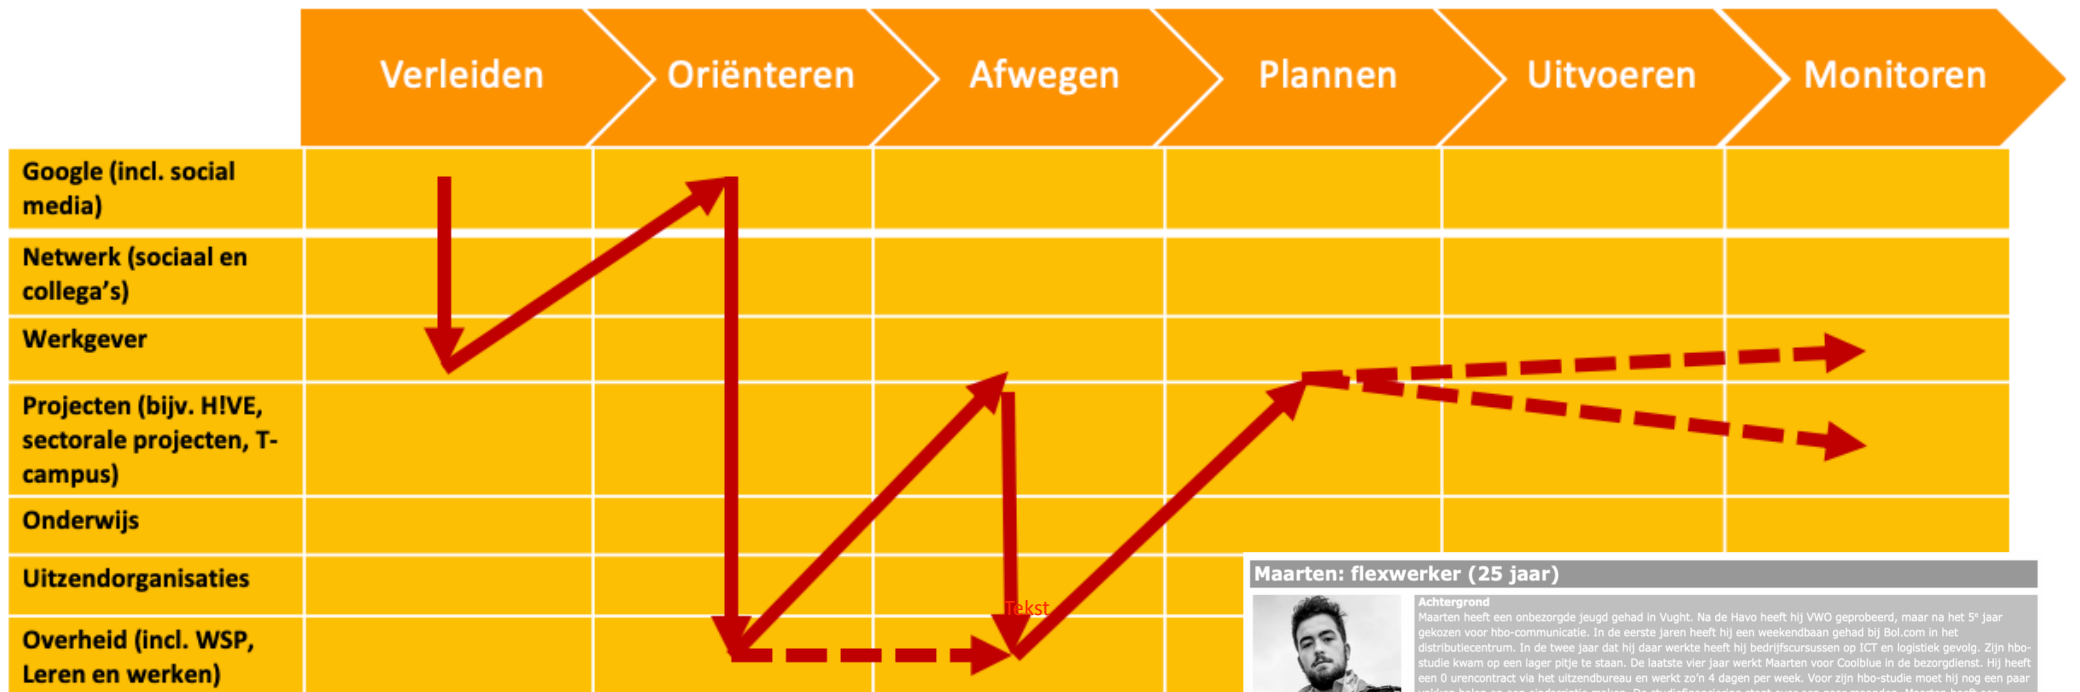 Verleiden
Oriënteren
Afwegen
Plannen
Uitvoeren
Monitoren
Google (incl. social
media)
Netwerk (sociaal en
collega’s)
Werkgever
Projecten (bijv. H!VE,
sectorale projecten, T-
campus)
Onderwijs
Uitzendorganisaties
Overheid (incl. WSP,
Leren en werken)
Tekst
Maarten: flexwerker (25 jaar)
Achtergrond
Maarten heeft een onbezorgde jeugd gehad in Vught. Na de Havo heeft hij VWO geprobeerd, maar na het 5ᵉ jaar
gekozen voor hbo-communicatie. In de eerste jaren heeft hij een weekendbaan gehad bij Bol.com in het
distributiecentrum. In de twee jaar dat hij daar werkte heeft hij bedrijfscursussen op ICT en logistiek gevolg. Zijn hbo-
studie kwam op een lager pitje te staan. De laatste vier jaar werkt Maarten voor Coolblue in de bezorgdienst. Hij heeft
een 0 urencontract via het uitzendbureau en werkt zo’n 4 dagen per week. Voor zijn hbo-studie moet hij nog een paar